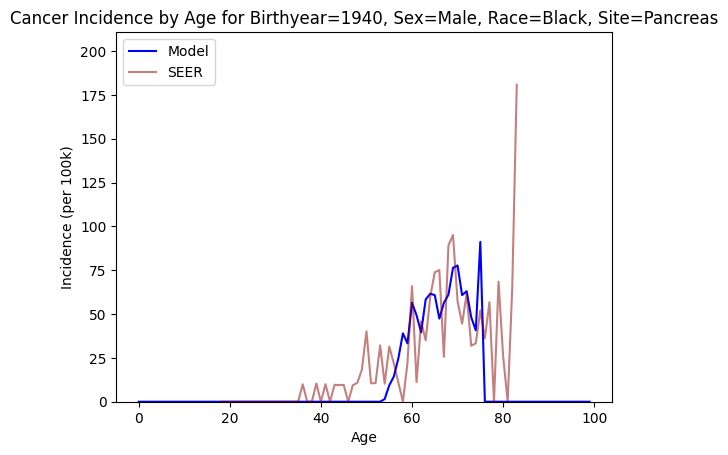 Cancer Incidence by Age for Birthyear=1940, Sex=Male, Race=Black, Site=Pancreas
Model
SEER
200
175
150
125
100
75
50
25
0
Incidence (per 100k)
0 20 40 60 80 100
Age